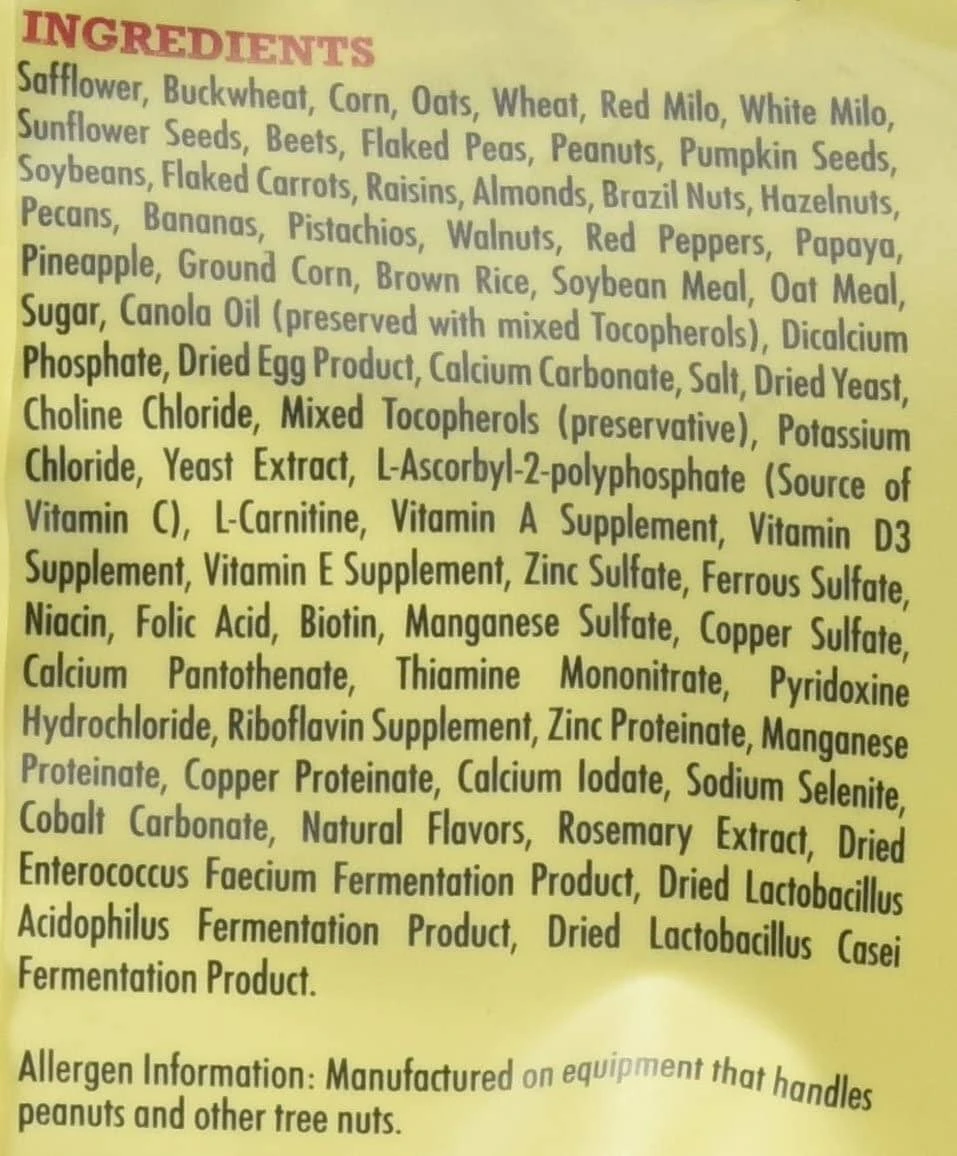 INGREDIENTS
Safflower, Buckwheat, Corn, Oats, Wheat, Red Milo, White Milo,
Sunflower Seeds, Beets, Flaked Peas, Peanuts, Pumpkin Seeds,
Soybeans, Flaked Carrots, Raisins, Almonds, Brazil Nuts, Hazelnuts,
Pecans, Bananas, Pistachios, Walnuts, Red Peppers, Papaya,
Pineapple, Ground Corn, Brown Rice, Soybean Meal, Oat Meal,
Sugar, Canola Oil (preserved with mixed Tocopherols), Dicalcium
Phosphate, Dried Egg Product, Calcium Carbonate, Salt, Dried Yeast,
Choline Chloride, Mixed Tocopherols (preservative), Potassium
Chloride, Yeast Extract, L-Ascorbyl-2-polyphosphate (Source of
Vitamin C), L-Carnitine, Vitamin A Supplement, Vitamin D3
Supplement, Vitamin E Supplement, Zinc Sulfate, Ferrous Sulfate,
Niacin, Folic Acid, Biotin, Manganese Sulfate, Copper Sulfate,
Calcium Pantothenate, Thiamine Mononitrate, Pyridoxine
Hydrochloride, Riboflavin Supplement, Zinc Proteinate, Manganese
Proteinate, Copper Proteinate, Calcium Iodate, Sodium Selenite,
Cobalt Carbonate, Natural Flavors, Rosemary Extract, Dried
Enterococcus Faecium Fermentation Product, Dried Lactobacillus
Acidophilus Fermentation Product, Dried Lactobacillus Casei
Fermentation Product.
Allergen Information: Manufactured on equipment that handles
peanuts and other tree nuts.